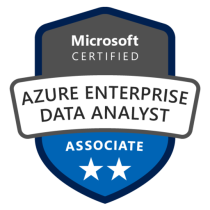 Microsoft
CERTIFIED
AZURE ENTERPRISE
DATA ANALYST
ASSOCIATE